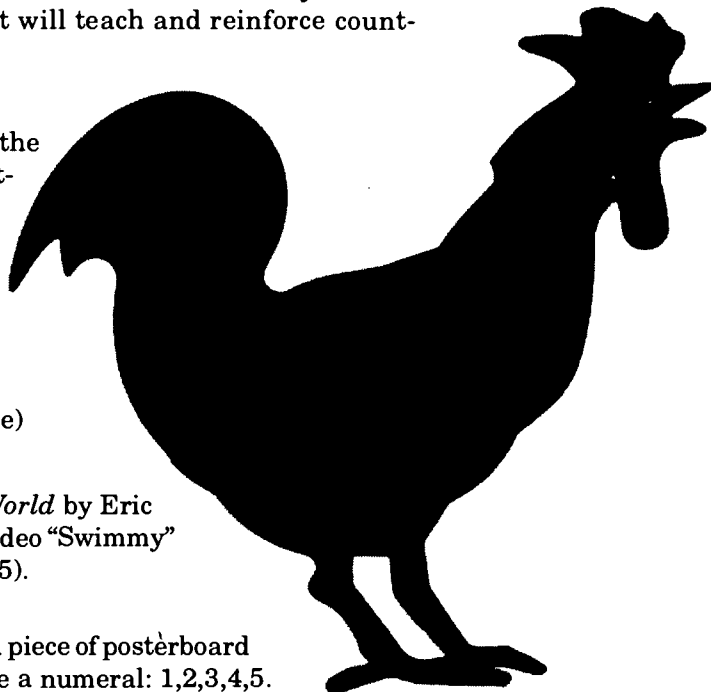 t will teach and reinforce count-
the
t-
e)
World by Eric
deo “Swimmy”
5).
piece of posterboard
e a numeral: 1,2,3,4,5.